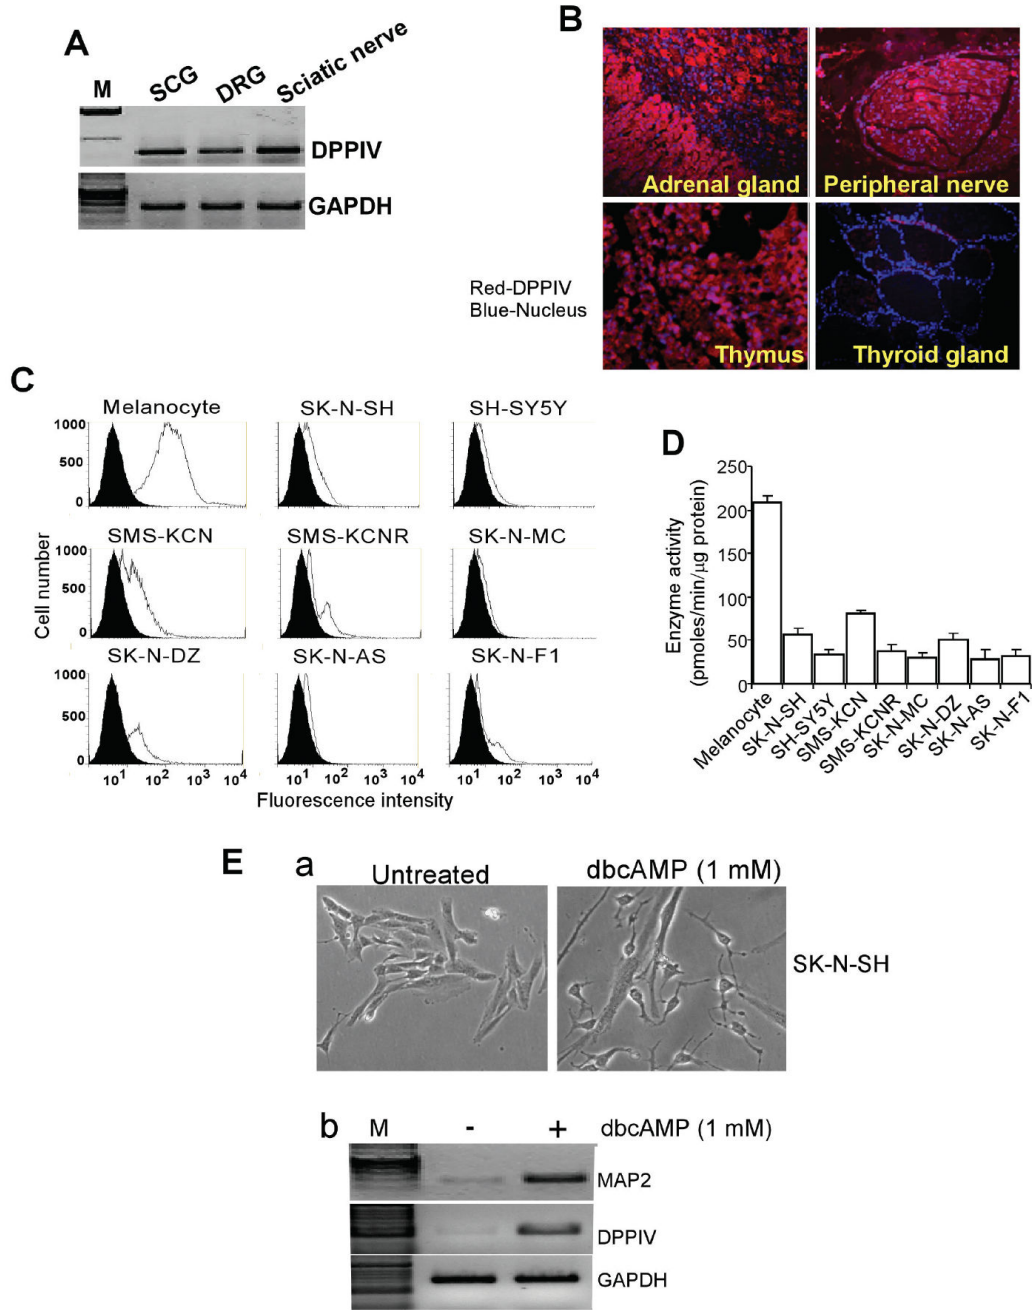 A
M
SCG
DRG
Sciatic nerve
DPPIV
GAPDH
B
Adrenal gland
Peripheral nerve
Thymus
Thyroid gland
Red-DPPIV
Blue-Nucleus
C
Melanocyte
SK-N-SH
SH-SY5Y
1000
500
0
SMS-KCN
SMS-KCNR
SK-N-MC
1000
500
0
SK-N-DZ
SK-N-AS
SK-N-F1
1000
500
0
Cell number
10¹ 10² 10³ 10⁴
10¹ 10² 10³ 10⁴
10¹ 10² 10³ 10⁴
Fluorescence intensity
D
Enzyme activity
(pmoles/min/µg protein)
250
200
150
100
50
0
Melanocyte
SK-N-SH
SH-SY5Y
SMS-KCN
SMS-KCNR
SK-N-MC
SK-N-DZ
SK-N-AS
SK-N-F1
E
a
Untreated
dbcAMP (1 mM)
SK-N-SH
b
M - + dbcAMP (1 mM)
MAP2
DPPIV
GAPDH